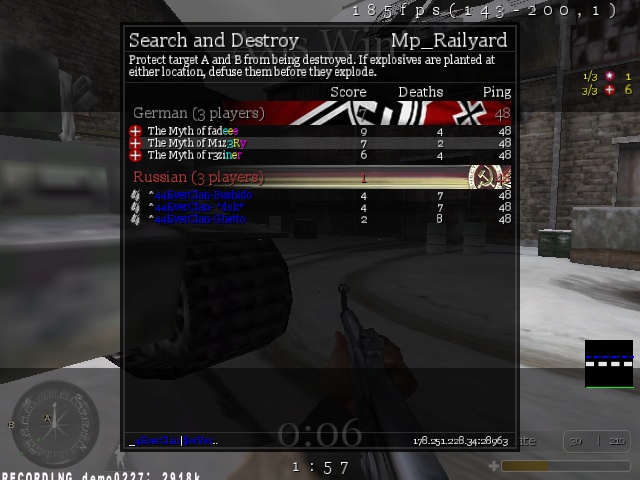 185fps(143-200,1)
Search and Destroy Mp_Railyard
Protect target A and B from being destroyed. If explosives are planted at
either location, defuse them before they explode.
1/3 1
3/3 6
Score Deaths Ping
German (3 players) 48
The Myth of fadeee 9 4 48
The Myth of M1z3Ry 7 2 48
The Myth of r3ziner 6 4 48
Russian (3 players) 1
^44EverClan-Bushido 4 7 48
4 7 48
^44EverClan-Ghetto 2 8 48
B A
0:06
178.251.228.34:28963
30 | 210
1:57
RECORDING demo0227: 2918k